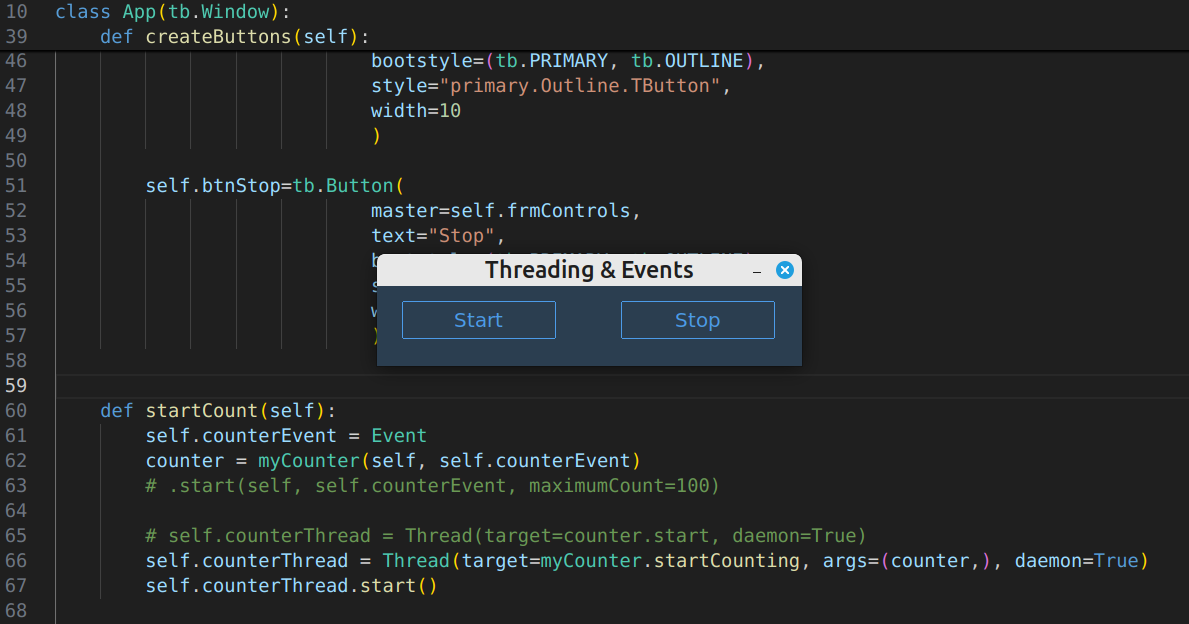 10 class App(tb.Window):
39 def createButtons(self):
46 bootstyle=(tb.PRIMARY, tb.OUTLINE),
47 style="primary.Outline.TButton",
48 width=10
49 )
50
51 self.btnStop=tb.Button(
52 master=self.frmControls,
53 text="Stop",
54
Threading & Events
55
Start Stop
56
57 )
58
59
60 def startCount(self):
61 self.counterEvent = Event
62 counter = myCounter(self, self.counterEvent)
63 # .start(self, self.counterEvent, maximumCount=100)
64
65 # self.counterThread = Thread(target=counter.start, daemon=True)
66 self.counterThread = Thread(target=myCounter.startCounting, args=(counter,), daemon=True)
67 self.counterThread.start()
68